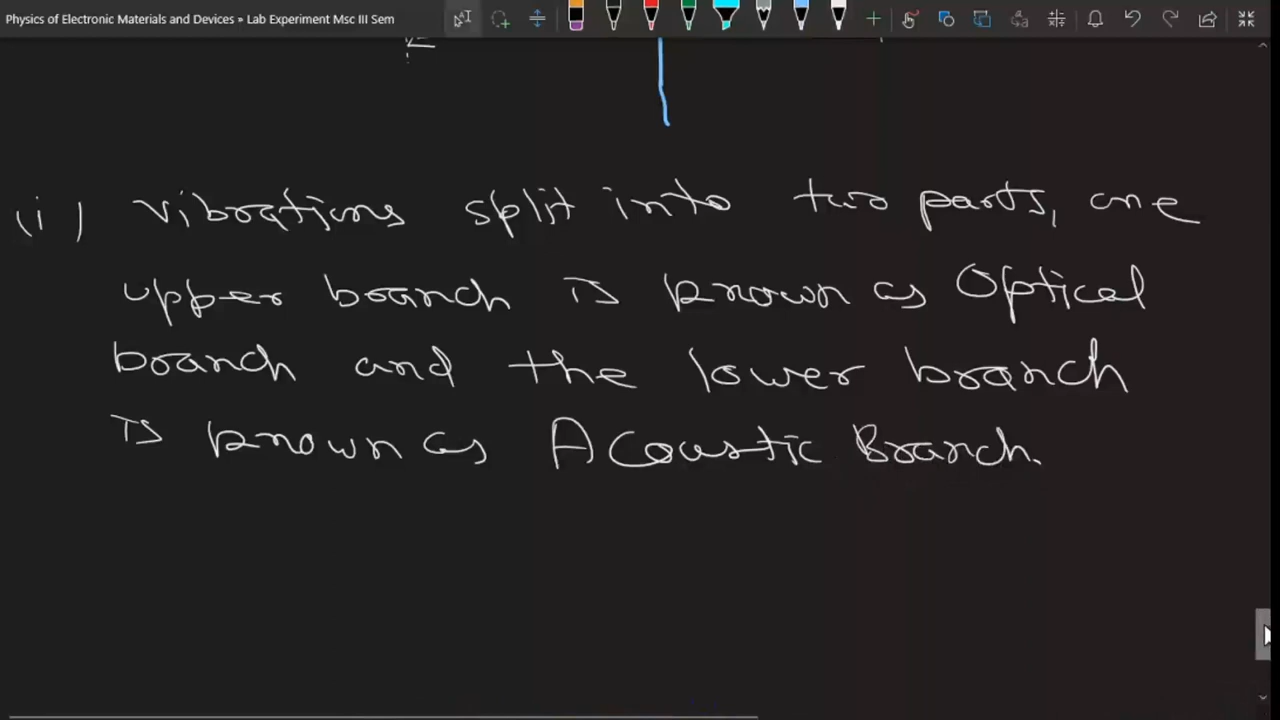 Physics of Electronic Materials and Devices » Lab Experiment Msc III Sem
(i) Vibrations split into two parts, one
upper branch is known as Optical
branch and the lower branch
is known as Acoustic Branch.